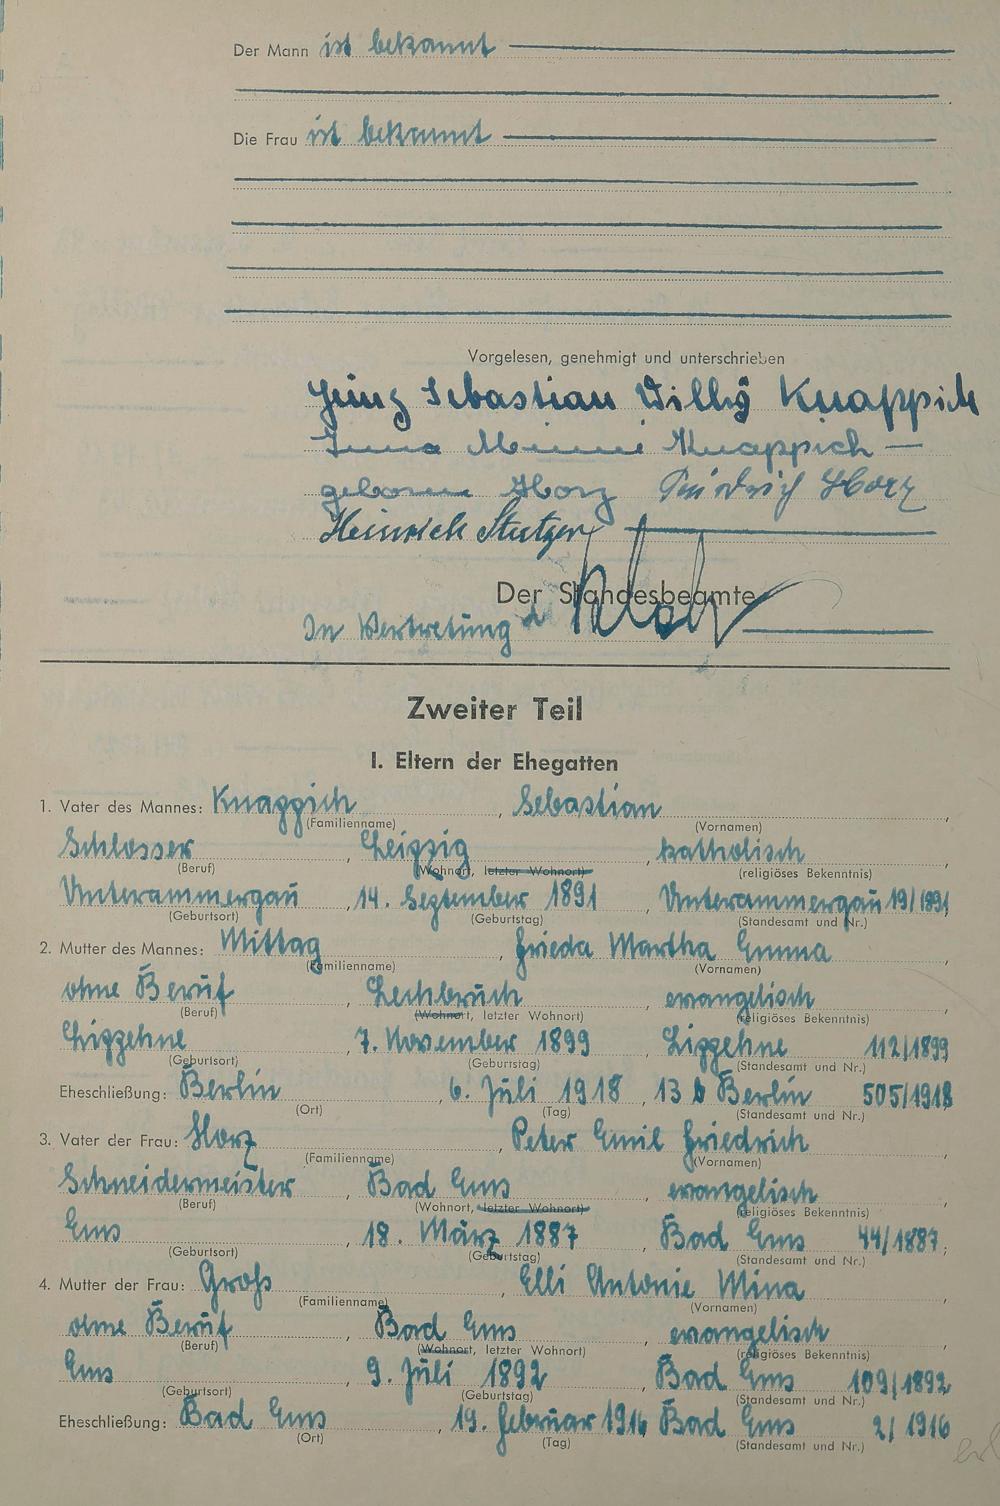 Der Mann ist bekannt
Die Frau ist bekannt
Vorgelesen, genehmigt und unterschrieben
Heinz Sebastian Willy Knappich
Minni Knappich
geborene Horz Friedrich Horz
Heinrich Stutzer
Der Standesbeamte
In Vertretung
Zweiter Teil
I. Eltern der Ehegatten
1. Vater des Mannes: Knappich, Sebastian,
(Familienname) (Vornamen)
Schlosser, Leipzig, katholisch
(Beruf) (Wohnort, letzter Wohnort) (religiöses Bekenntnis)
Unterammergau, 14. September 1891, Unterammergau 19/1891;
(Geburtsort) (Geburtstag) (Standesamt und Nr.)
2. Mutter des Mannes: Mittag, Frieda Martha Emma,
(Familienname) (Vornamen)
ohne Beruf, Lechbruch, evangelisch
(Beruf) (Wohnort, letzter Wohnort) (religiöses Bekenntnis)
Ligzehne, 7. November 1899, Ligzehne 112/1899
(Geburtsort) (Geburtstag) (Standesamt und Nr.)
Eheschließung: Berlin, 6. Juli 1918, 13 b Berlin 505/1918
(Ort) (Tag) (Standesamt und Nr.)
3. Vater der Frau: Horz, Peter Emil Friedrich,
(Familienname) (Vornamen)
Schneidermeister, Bad Ems, evangelisch
(Beruf) (Wohnort, letzter Wohnort) (religiöses Bekenntnis)
Ems, 18. März 1887, Bad Ems 44/1887;
(Geburtsort) (Geburtstag) (Standesamt und Nr.)
4. Mutter der Frau: Groß, Elli Antonie Mina,
(Familienname) (Vornamen)
ohne Beruf, Bad Ems, evangelisch
(Beruf) (Wohnort, letzter Wohnort) (religiöses Bekenntnis)
Ems, 9. Juli 1892, Bad Ems 109/1892
(Geburtsort) (Geburtstag) (Standesamt und Nr.)
Eheschließung: Bad Ems, 19. Februar 1916 Bad Ems 2/1916
(Ort) (Tag) (Standesamt und Nr.)